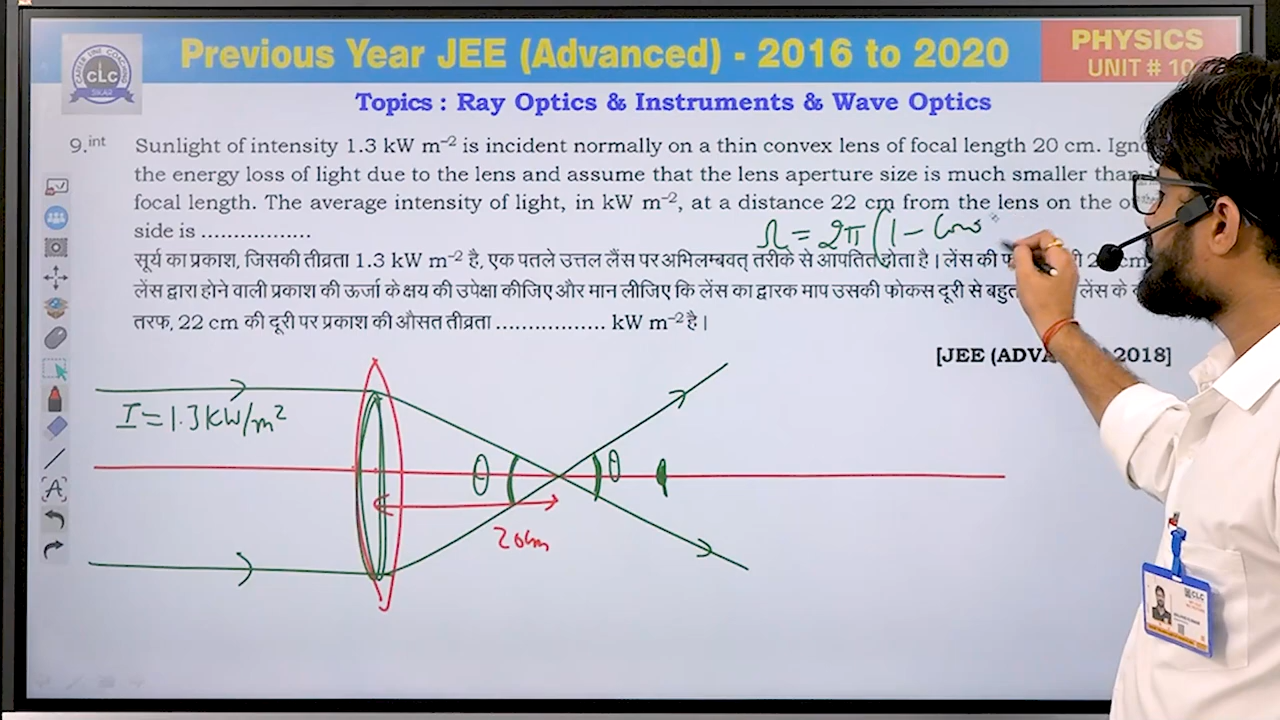 Previous Year JEE (Advanced) - 2016 to 2020
PHYSICS
UNIT # 10
CLC
SIKAR
Topics : Ray Optics & Instruments & Wave Optics
9.int Sunlight of intensity 1.3 kW m–2 is incident normally on a thin convex lens of focal length 20 cm.
the energy loss of light due to the lens and assume that the lens aperture size is much smaller than
focal length. The average intensity of light, in kW m–2, at a distance 22 cm from the lens on the
side is .................
Ω = 2π(1 - Cos
सूर्य का प्रकाश, जिसकी तीव्रता 1.3 kW m–2 है, एक पतले उत्तल लैंस पर अभिलम्बवत् तरीके से आपतित होता है। लेंस की
लेंस द्वारा होने वाली प्रकाश की ऊर्जा के क्षय की उपेक्षा कीजिए और मान लीजिए कि लेंस का द्वारक माप उसकी फोकस दूरी से लेंस के
तरफ, 22 cm की दूरी पर प्रकाश की औसत तीव्रता ................. kW m–2 है।
[JEE (ADV 2018]
I = 1.3 kW/m2
θ
θ
20cm
A
CLC